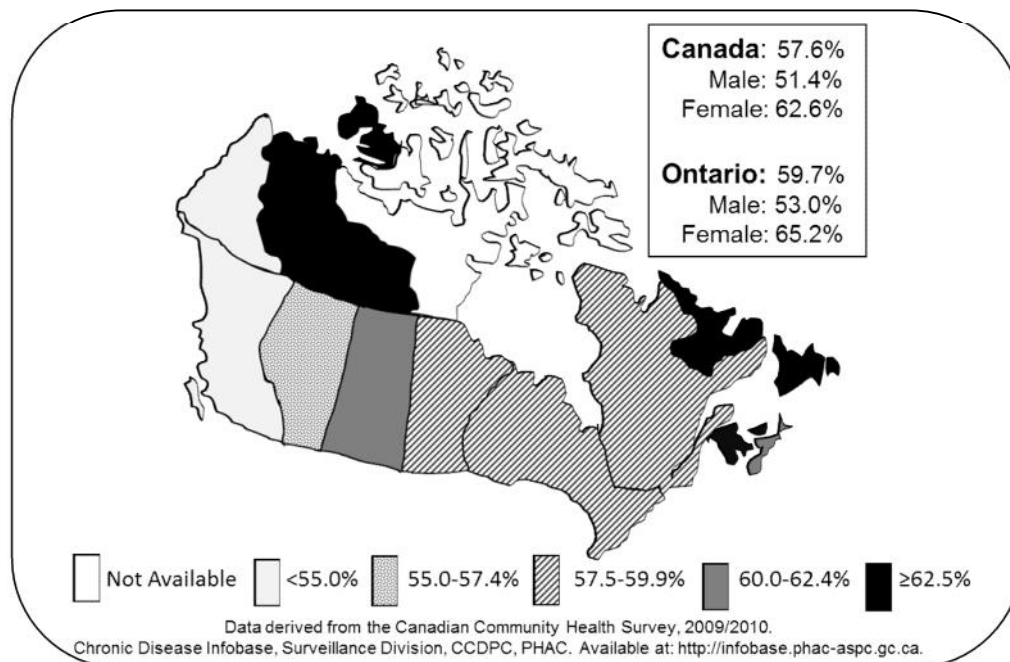 Canada: 57.6%
Male: 51.4%
Female: 62.6%
Ontario: 59.7%
Male: 53.0%
Female: 65.2%
Not Available <55.0% 55.0-57.4% 57.5-59.9% 60.0-62.4% ≥62.5%
Data derived from the Canadian Community Health Survey, 2009/2010.
Chronic Disease Infobase, Surveillance Division, CCDPC, PHAC. Available at: http://infobase.phac-aspc.gc.ca.